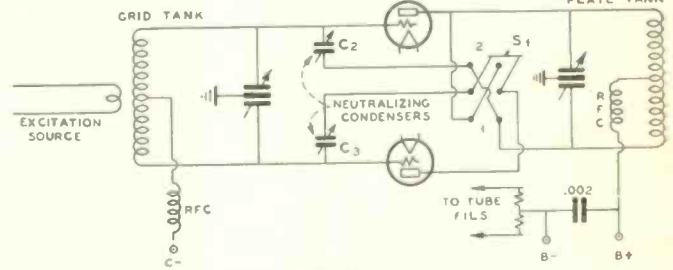 GRID TANK
PLATE TANK
C2
2
S1
EXCITATION
SOURCE
NEUTRALIZING
CONDENSERS
C3
1
R
F
C
RFC
C-
TO TUBE
FILS
.002
B-
B+